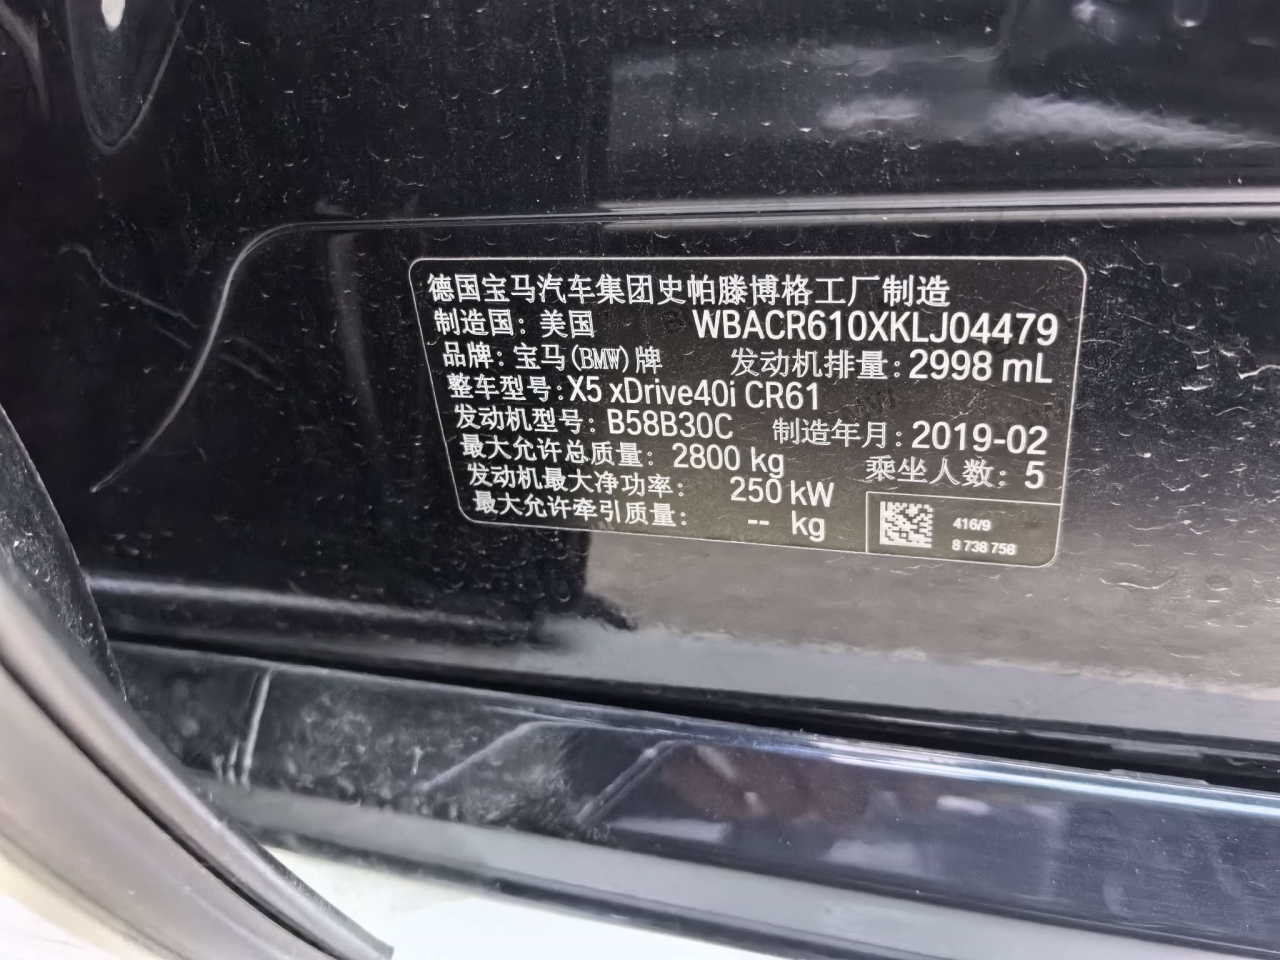 德国宝马汽车集团史帕滕博格工厂制造
制造国: 美国 WBACR610XKLJ04479
品牌: 宝马(BMW)牌 发动机排量: 2998 mL
整车型号: X5 xDrive40i CR61
发动机型号: B58B30C 制造年月: 2019-02
最大允许总质量: 2800 kg 乘坐人数: 5
发动机最大净功率: 250 kW
最大允许牵引质量: -- kg
416/9
8 738 758